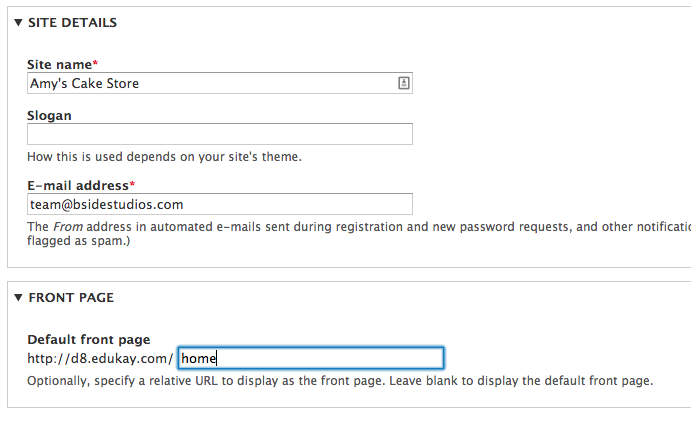 ▼ SITE DETAILS
Site name*
Amy's Cake Store
Slogan
How this is used depends on your site's theme.
E-mail address*
team@bsidestudios.com
The From address in automated e-mails sent during registration and new password requests, and other notificatio
flagged as spam.)
▼ FRONT PAGE
Default front page
http://d8.edukay.com/ home
Optionally, specify a relative URL to display as the front page. Leave blank to display the default front page.